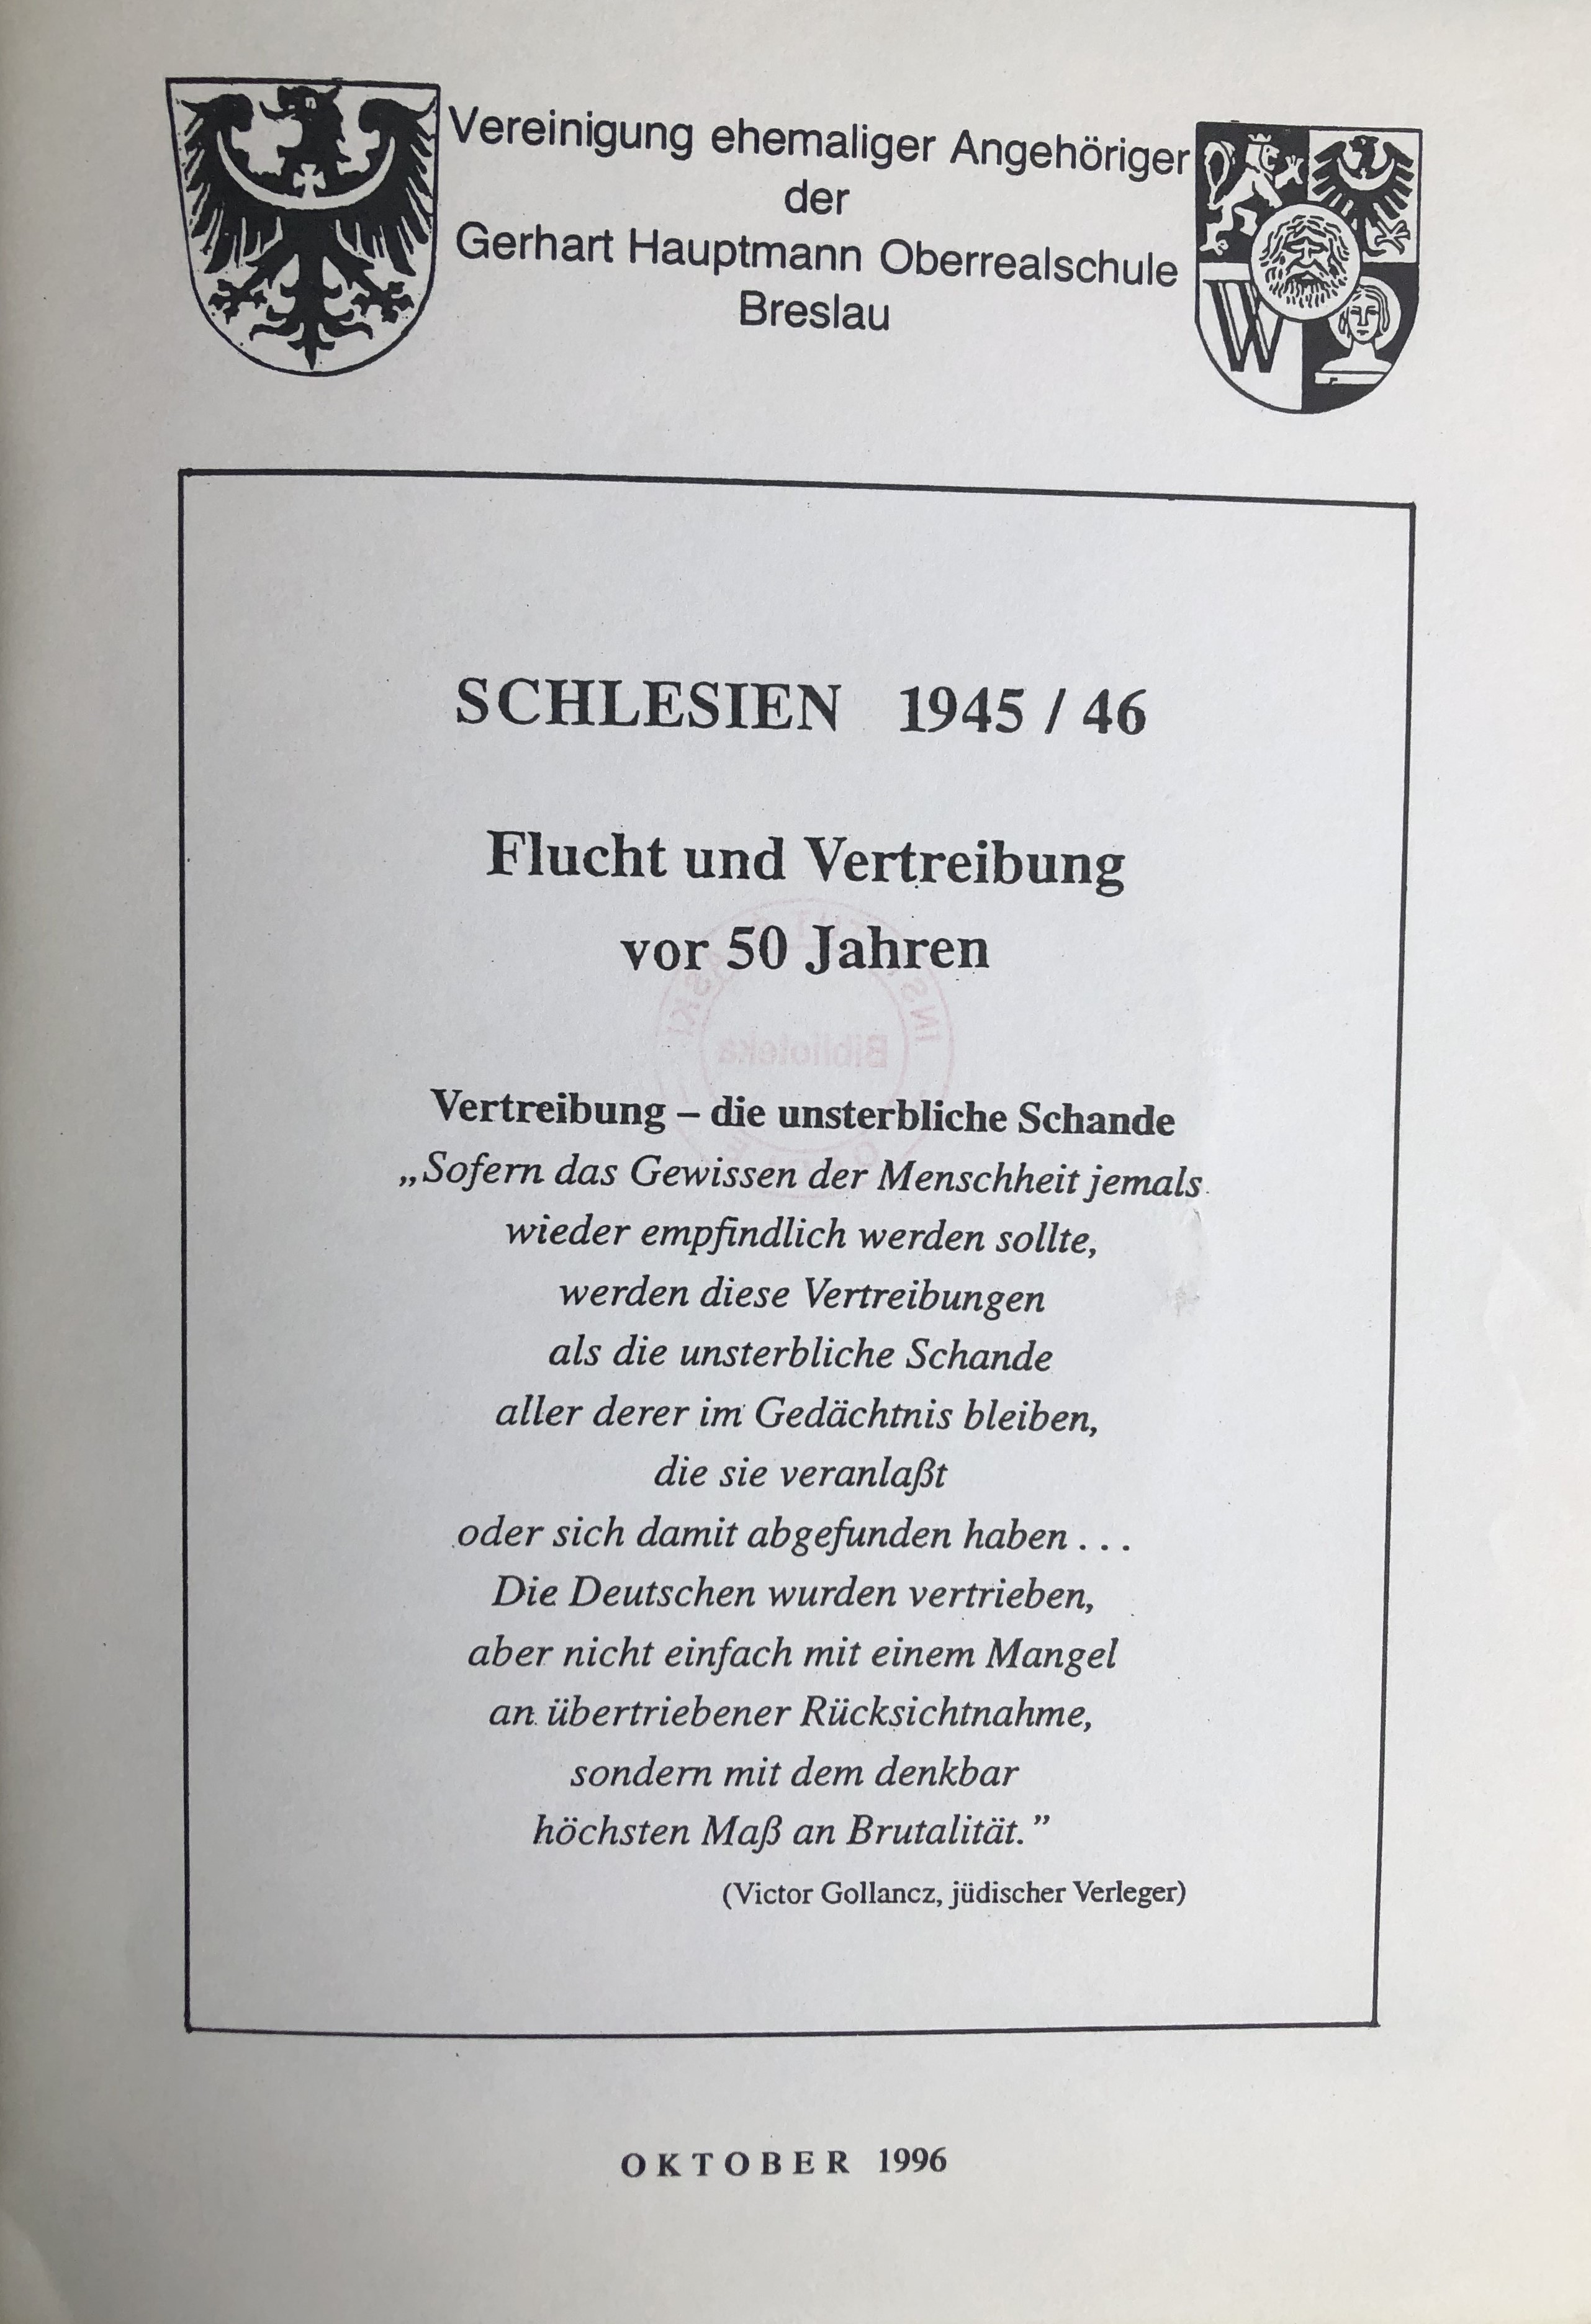 Vereinigung ehemaliger Angehöriger
der
Gerhart Hauptmann Oberrealschule
Breslau
W
SCHLESIEN 1945 / 46
Flucht und Vertreibung
vor 50 Jahren
Biblioteka
Vertreibung – die unsterbliche Schande
„Sofern das Gewissen der Menschheit jemals
wieder empfindlich werden sollte,
werden diese Vertreibungen
als die unsterbliche Schande
aller derer im Gedächtnis bleiben,
die sie veranlaßt
oder sich damit abgefunden haben . . .
Die Deutschen wurden vertrieben,
aber nicht einfach mit einem Mangel
an übertriebener Rücksichtnahme,
sondern mit dem denkbar
höchsten Maß an Brutalität.”
(Victor Gollancz, jüdischer Verleger)
OKTOBER 1996